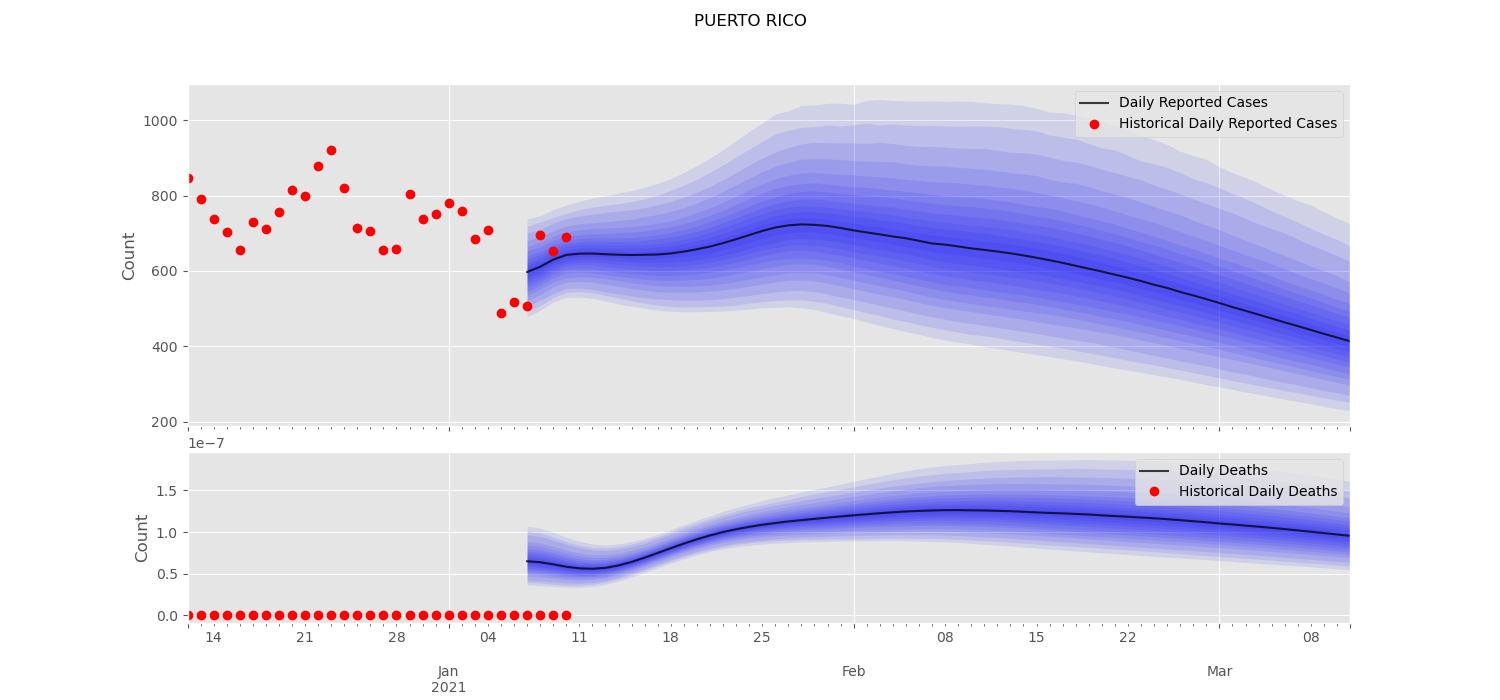 PUERTO RICO
Daily Reported Cases
Historical Daily Reported Cases
Count
1000
800
600
400
200
1e−7
Daily Deaths
Historical Daily Deaths
Count
1.5
1.0
0.5
0.0
14 21 28 04 11 18 25 08 15 22 08
Jan Feb Mar
2021